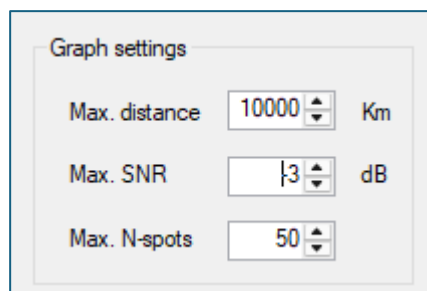 Graph settings
Max. distance 10000 Km
Max. SNR -3 dB
Max. N-spots 50